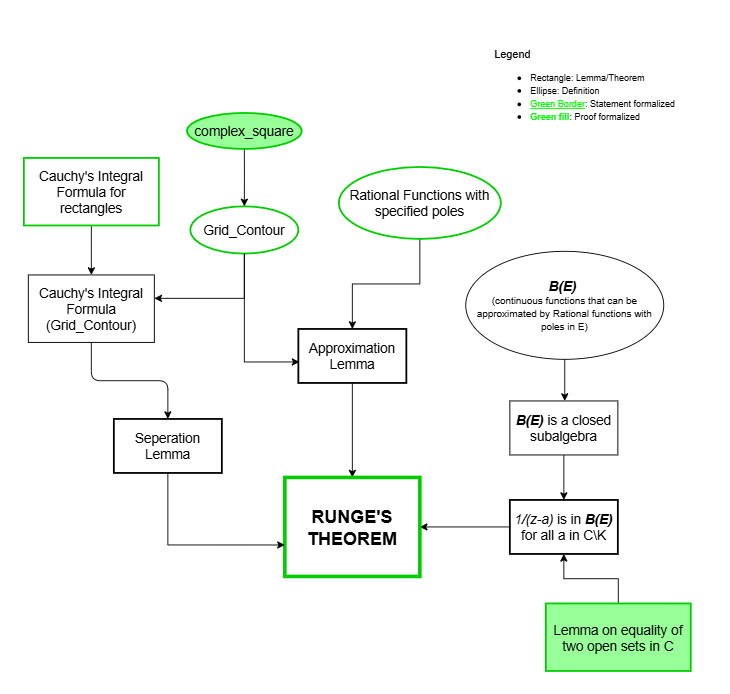 Legend
Rectangle: Lemma/Theorem
Ellipse: Definition
Green Border: Statement formalized
Green fill: Proof formalized
complex_square
Cauchy's Integral
Formula for
rectangles
Rational Functions with
specified poles
Grid_Contour
B(E)
(continuous functions that can be
approximated by Rational functions with
poles in E)
Cauchy's Integral
Formula
(Grid_Contour)
Approximation
Lemma
B(E) is a closed
subalgebra
Seperation
Lemma
RUNGE'S
THEOREM
1/(z-a) is in B(E)
for all a in C\K
Lemma on equality of
two open sets in C